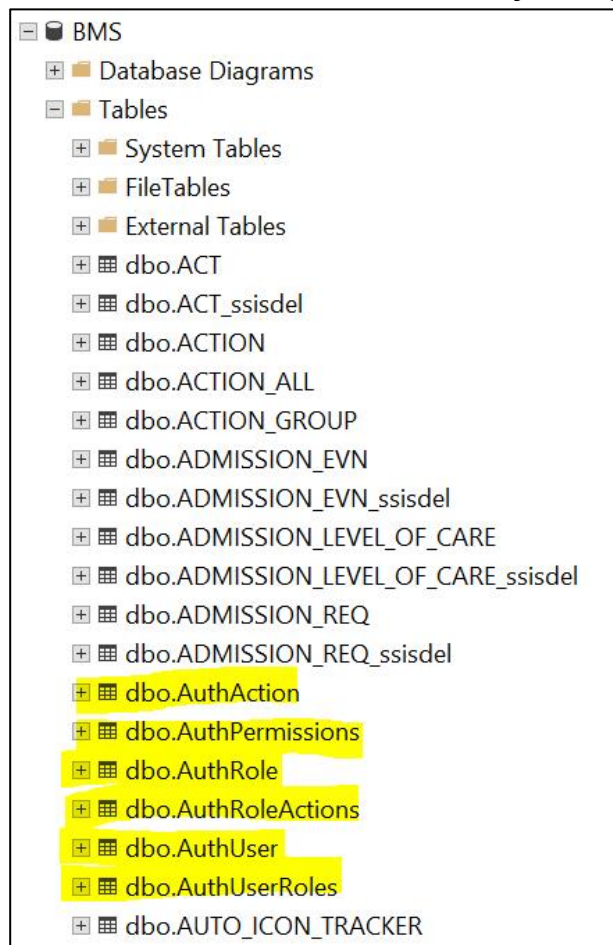 BMS
Database Diagrams
Tables
System Tables
FileTables
External Tables
dbo.ACT
dbo.ACT_ssisdel
dbo.ACTION
dbo.ACTION_ALL
dbo.ACTION_GROUP
dbo.ADMISSION_EVN
dbo.ADMISSION_EVN_ssisdel
dbo.ADMISSION_LEVEL_OF_CARE
dbo.ADMISSION_LEVEL_OF_CARE_ssisdel
dbo.ADMISSION_REQ
dbo.ADMISSION_REQ_ssisdel
dbo.AuthAction
dbo.AuthPermissions
dbo.AuthRole
dbo.AuthRoleActions
dbo.AuthUser
dbo.AuthUserRoles
dbo.AUTO_ICON_TRACKER